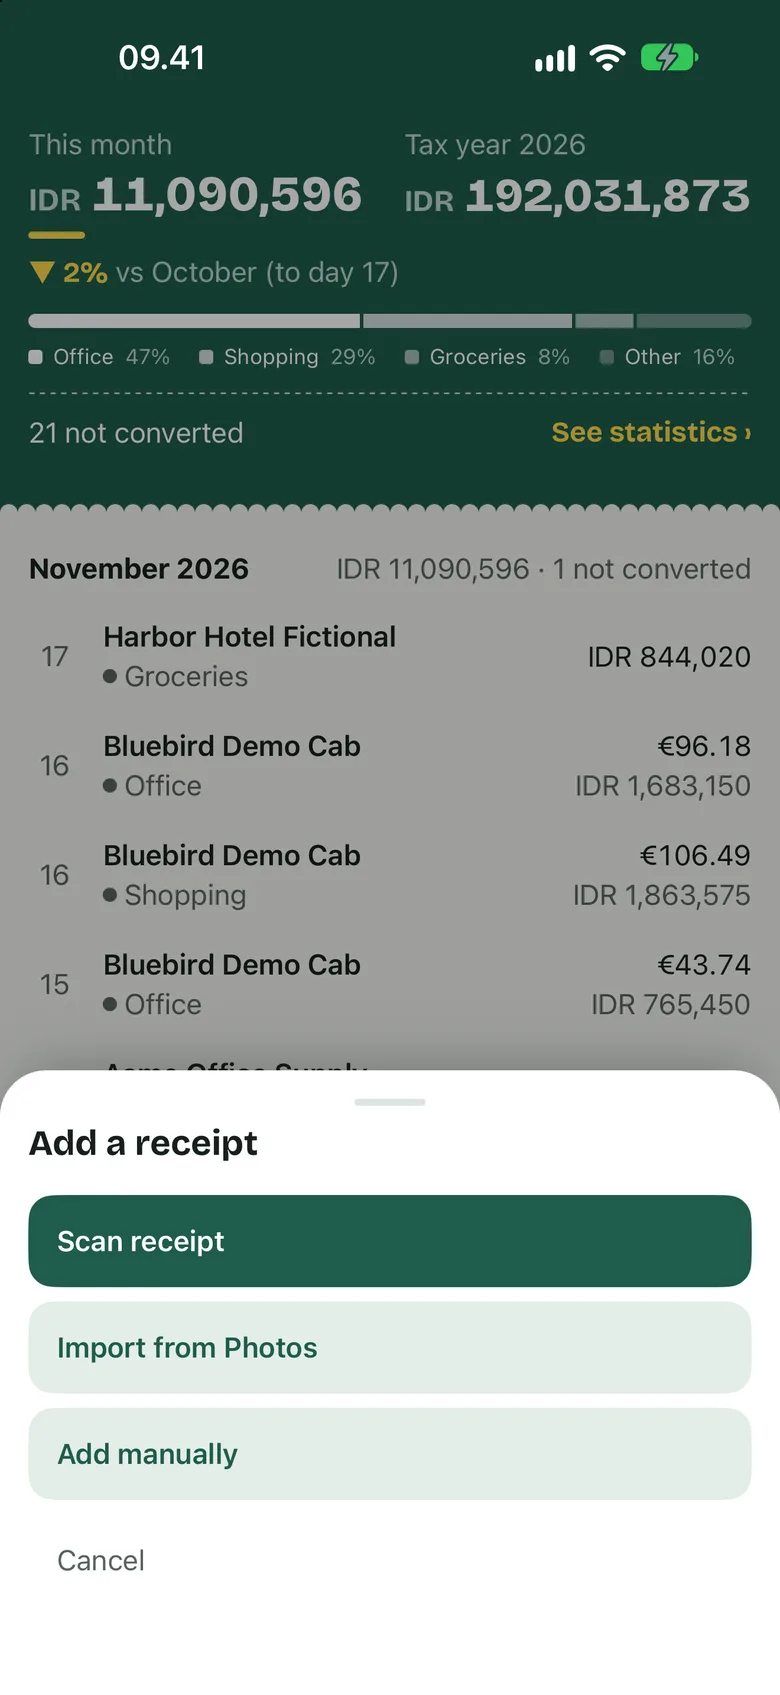 09.41
This month
IDR 11,090,596
Tax year 2026
IDR 192,031,873
▼ 2% vs October (to day 17)
Office 47% Shopping 29% Groceries 8% Other 16%
21 not converted See statistics ›
November 2026 IDR 11,090,596 · 1 not converted
17 Harbor Hotel Fictional IDR 844,020
Groceries
16 Bluebird Demo Cab €96.18
Office IDR 1,683,150
16 Bluebird Demo Cab €106.49
Shopping IDR 1,863,575
15 Bluebird Demo Cab €43.74
Office IDR 765,450
Acme Office Supply
Add a receipt
Scan receipt
Import from Photos
Add manually
Cancel